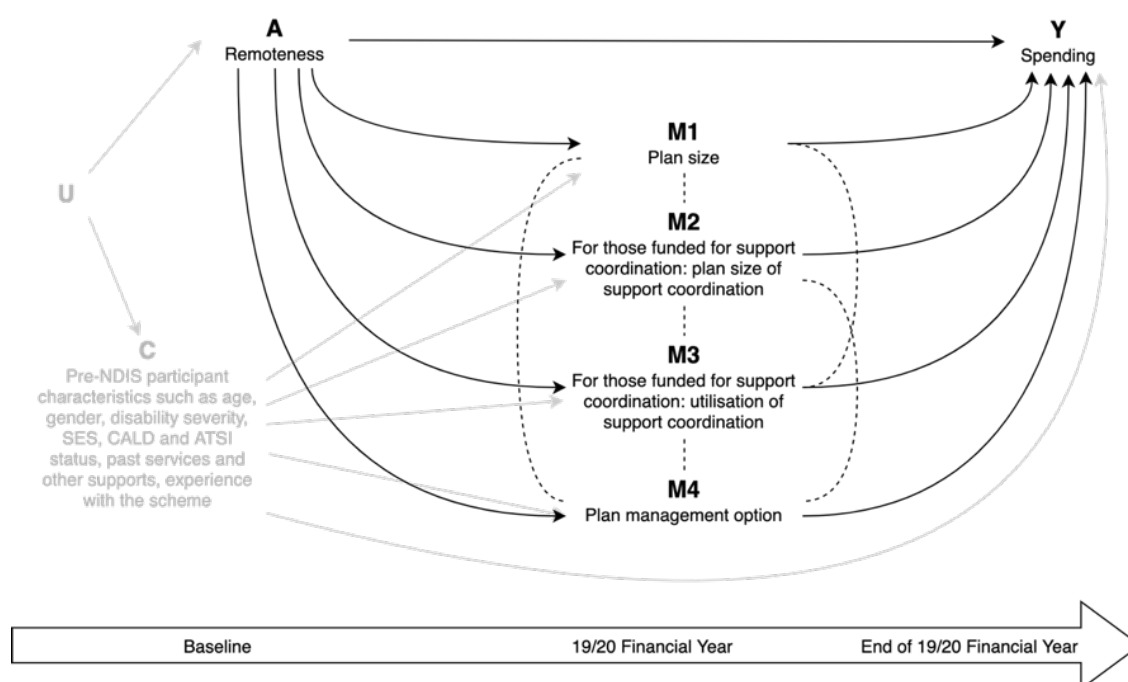 A
Remoteness
Y
Spending
M1
Plan size
U
M2
For those funded for support
coordination: plan size of
support coordination
C
Pre-NDIS participant
characteristics such as age,
gender, disability severity,
SES, CALD and ATSI
status, past services and
other supports, experience
with the scheme
M3
For those funded for support
coordination: utilisation of
support coordination
M4
Plan management option
Baseline
19/20 Financial Year
End of 19/20 Financial Year